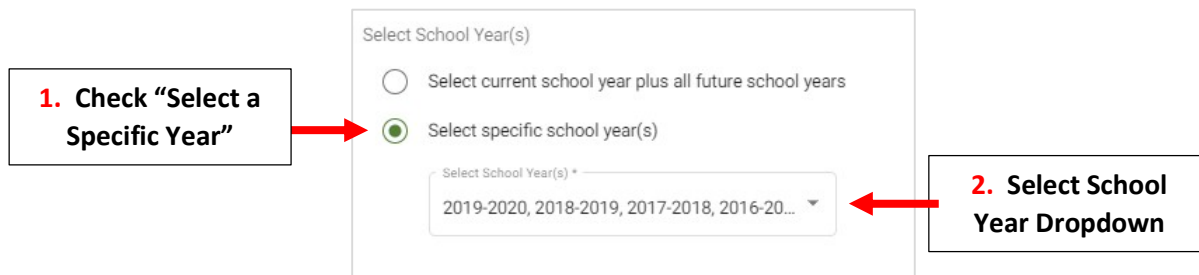 Select School Year(s)
Select current school year plus all future school years
1. Check “Select a
Specific Year”
Select specific school year(s)
Select School Year(s) *
2019-2020, 2018-2019, 2017-2018, 2016-20...
2. Select School
Year Dropdown